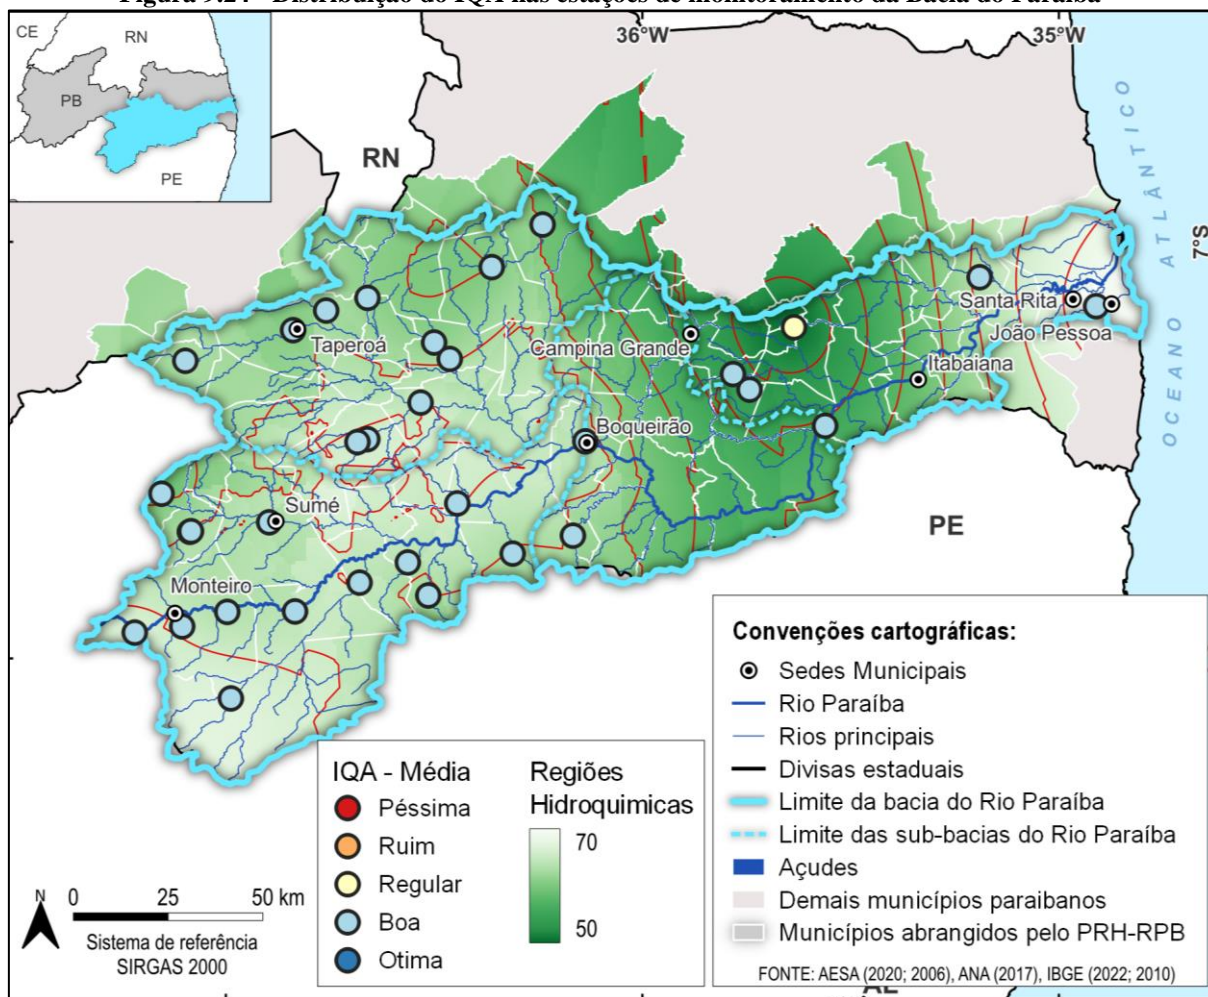 Figura 9.24 - Distribuição do IQA nas estações de monitoramento da Bacia do Paraíba
CE
RN
PB
PE
36°W
35°W
7°S
RN
OCEANO ATLÂNTICO
Santa Rita
João Pessoa
Taperoá
Campina Grande
Itabaiana
Boqueirão
Sumé
PE
Monteiro
Convenções cartográficas:
Sedes Municipais
Rio Paraíba
Rios principais
Divisas estaduais
Limite da bacia do Rio Paraíba
Limite das sub-bacias do Rio Paraíba
Açudes
Demais municípios paraibanos
Municípios abrangidos pelo PRH-RPB
FONTE: AESA (2020; 2006), ANA (2017), IBGE (2022; 2010)
IQA - Média
Péssima
Ruim
Regular
Boa
Otima
Regiões
Hidroquimicas
70
50
N
0 25 50 km
Sistema de referência
SIRGAS 2000